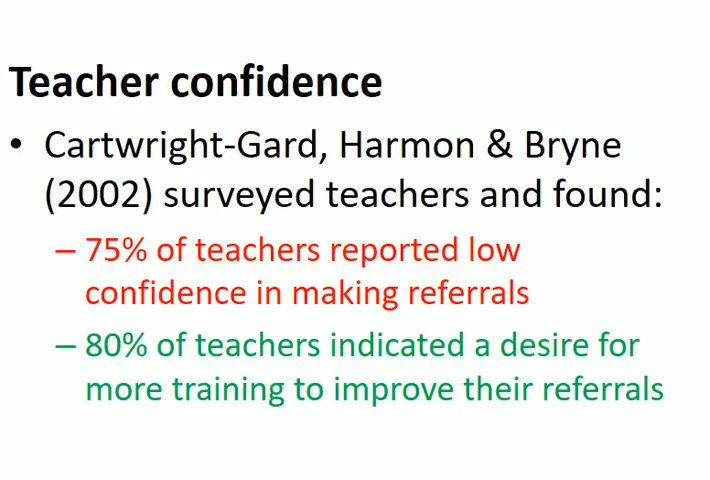 Teacher confidence
• Cartwright-Gard, Harmon & Bryne
(2002) surveyed teachers and found:
– 75% of teachers reported low
confidence in making referrals
– 80% of teachers indicated a desire for
more training to improve their referrals